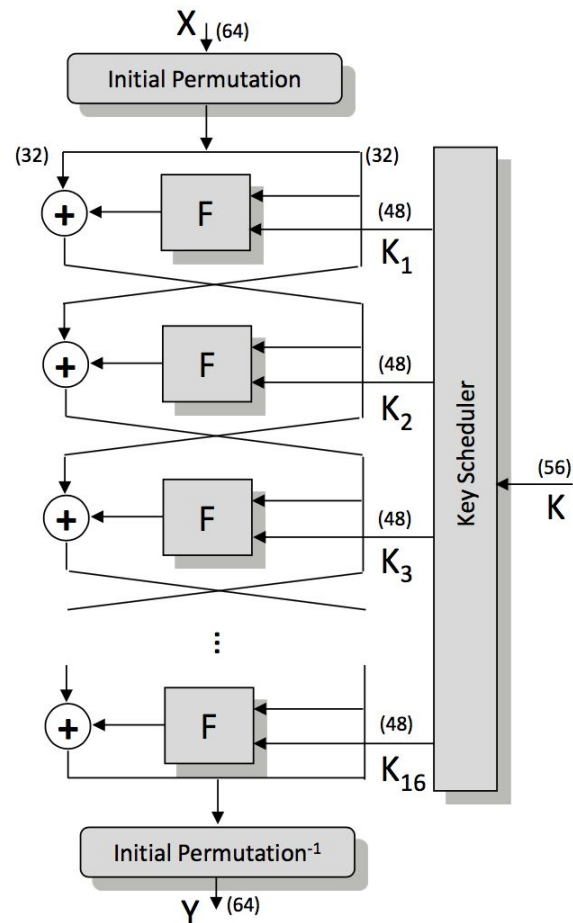 X (64)
Initial Permutation
(32) (32)
+ F (48)
K1
+ F (48)
K2
+ F (48)
K3
Key Scheduler
(56)
K
...
+ F (48)
K16
Initial Permutation-1
Y (64)